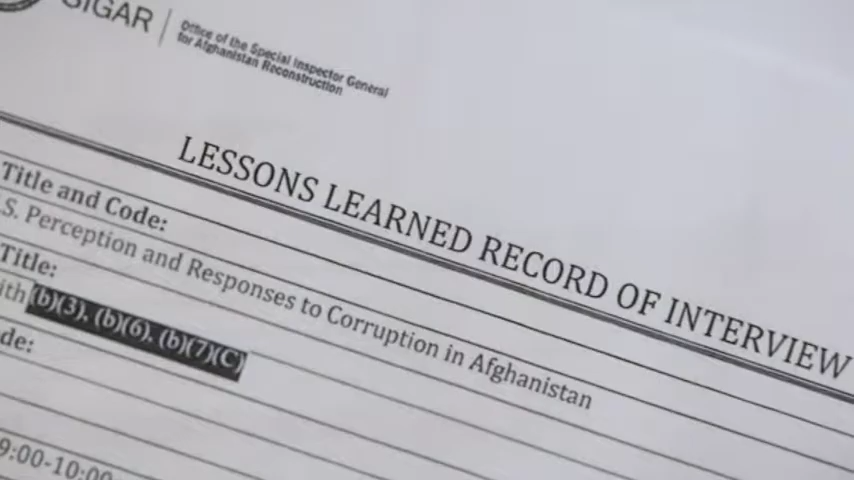 SIGAR
Office of the Special Inspector General
for Afghanistan Reconstruction
LESSONS LEARNED RECORD OF INTERVIEW
Title and Code:
.S. Perception and Responses to Corruption in Afghanistan
Title:
ith (b)(3), (b)(6), (b)(7)(C)
de:
9:00-10:00